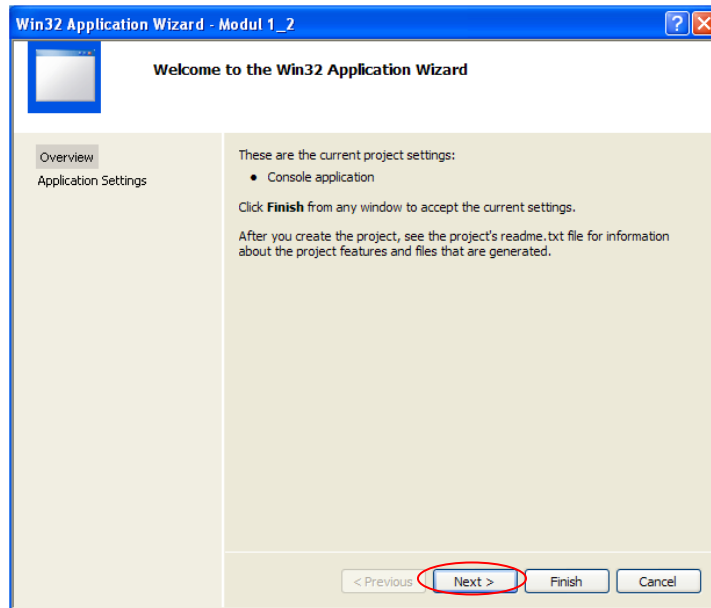 Win32 Application Wizard - Modul 1_2
Welcome to the Win32 Application Wizard
Overview
Application Settings
These are the current project settings:
• Console application
Click Finish from any window to accept the current settings.
After you create the project, see the project's readme.txt file for information
about the project features and files that are generated.
< Previous
Next >
Finish
Cancel